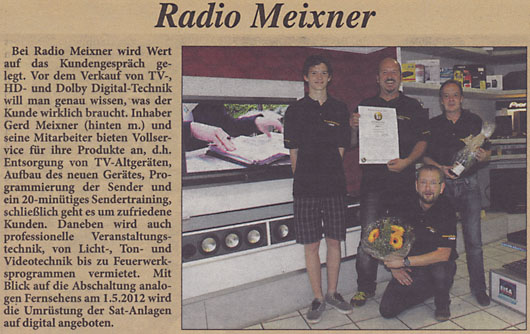 Radio Meixner
Bei Radio Meixner wird Wert
auf das Kundengespräch ge-
legt. Vor dem Verkauf von TV-,
HD- und Dolby Digital-Technik
will man genau wissen, was der
Kunde wirklich braucht. Inhaber
Gerd Meixner (hinten m.) und
seine Mitarbeiter bieten Vollser-
vice für ihre Produkte an, d.h.
Entsorgung von TV-Altgeräten,
Aufbau des neuen Gerätes, Pro-
grammierung der Sender und
ein 20-minütiges Sendertraining,
schließlich geht es um zufriedene
Kunden. Daneben wird auch
professionelle Veranstaltungs-
technik, von Licht-, Ton- und
Videotechnik bis zu Feuerwerk-
sprogrammen vermietet. Mit
Blick auf die Abschaltung analo-
gen Fernsehens am 1.5.2012 wird
die Umrüstung der Sat-Anlagen
auf digital angeboten.